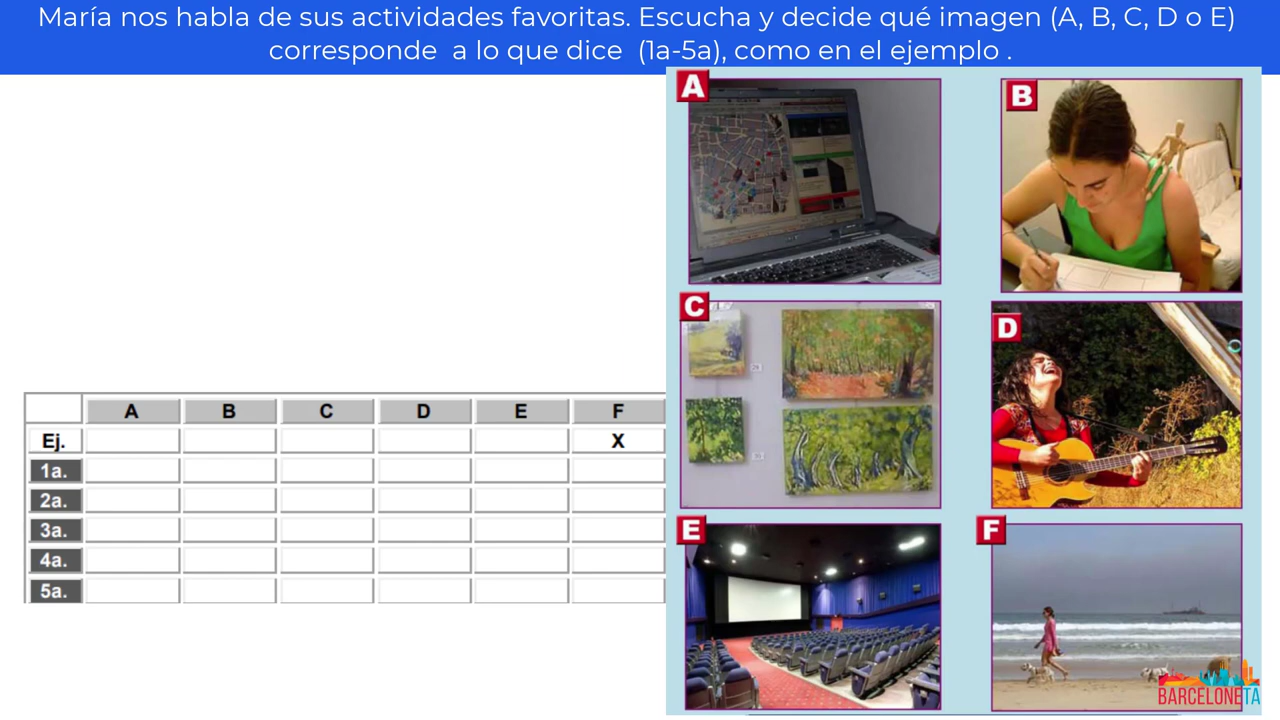 María nos habla de sus actividades favoritas. Escucha y decide qué imagen (A, B, C, D o E)
corresponde a lo que dice (1a-5a), como en el ejemplo .
A
B
C
D
E
F
A B C D E F
Ej. X
1a.
2a.
3a.
4a.
5a.
BARCELONETA